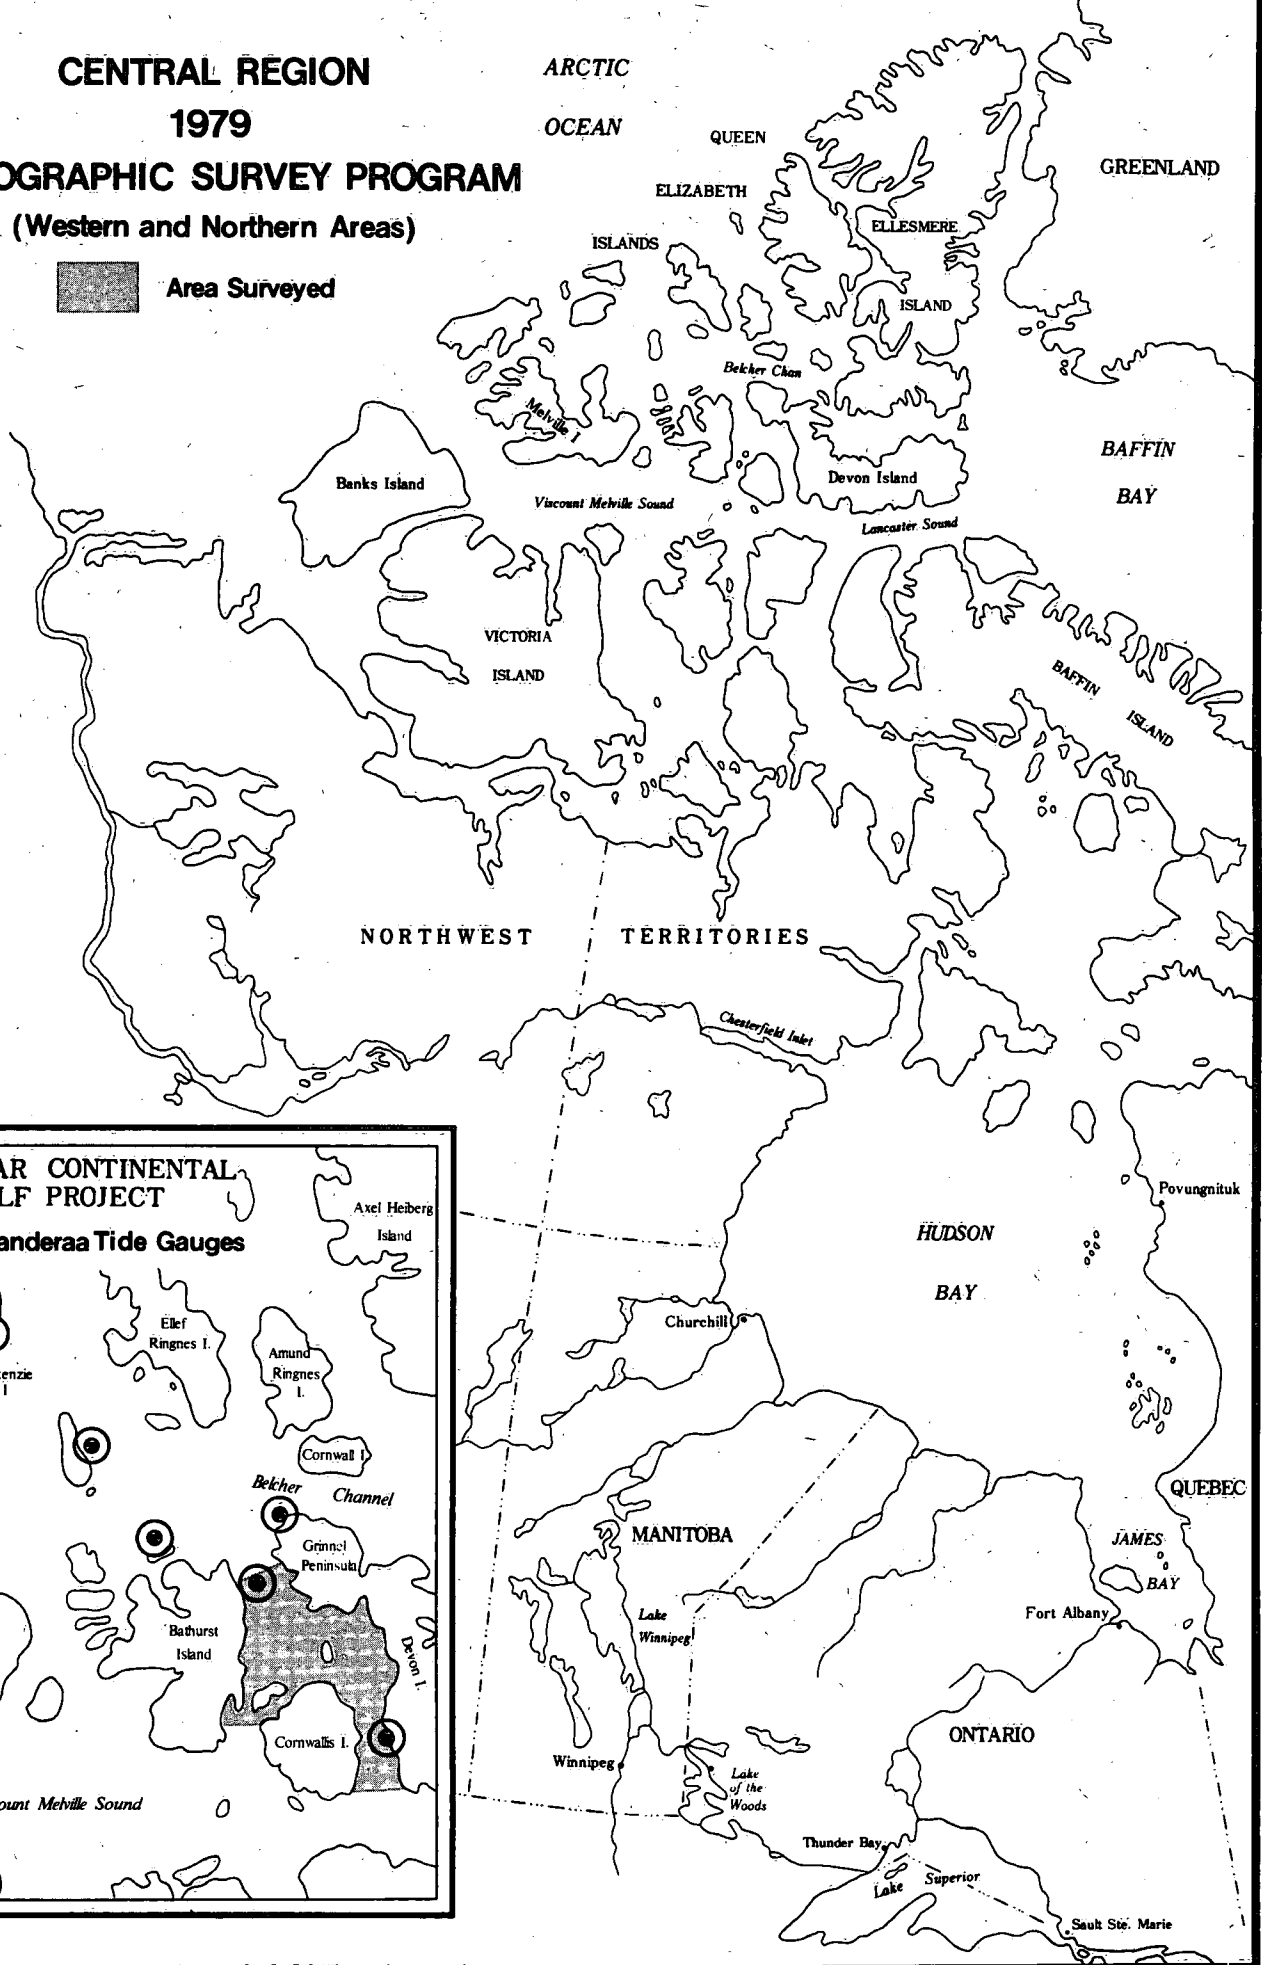 CENTRAL REGION
1979
OGRAPHIC SURVEY PROGRAM
(Western and Northern Areas)
Area Surveyed
ARCTIC
OCEAN
QUEEN
ELIZABETH
ISLANDS
ELLESMERE
ISLAND
GREENLAND
Belcher Chan
Melville I
Banks Island
Viscount Melville Sound
Devon Island
Lancaster Sound
BAFFIN
BAY
VICTORIA
ISLAND
BAFFIN
ISLAND
NORTHWEST TERRITORIES
Chesterfield Inlet
Povungnituk
HUDSON
BAY
Churchill
QUEBEC
MANITOBA
JAMES
BAY
Fort Albany
Lake
Winnipeg
ONTARIO
Winnipeg
Lake
of the
Woods
Thunder Bay
Lake Superior
Sault Ste. Marie
AR CONTINENTAL
LF PROJECT
anderaa Tide Gauges
Axel Heiberg
Island
Ellef
Ringnes I.
Amund
Ringnes
I.
enzie
I
Cornwall I
Belcher Channel
Grinnel
Peninsula
Bathurst
Island
Devon I.
Cornwallis I.
ount Melville Sound